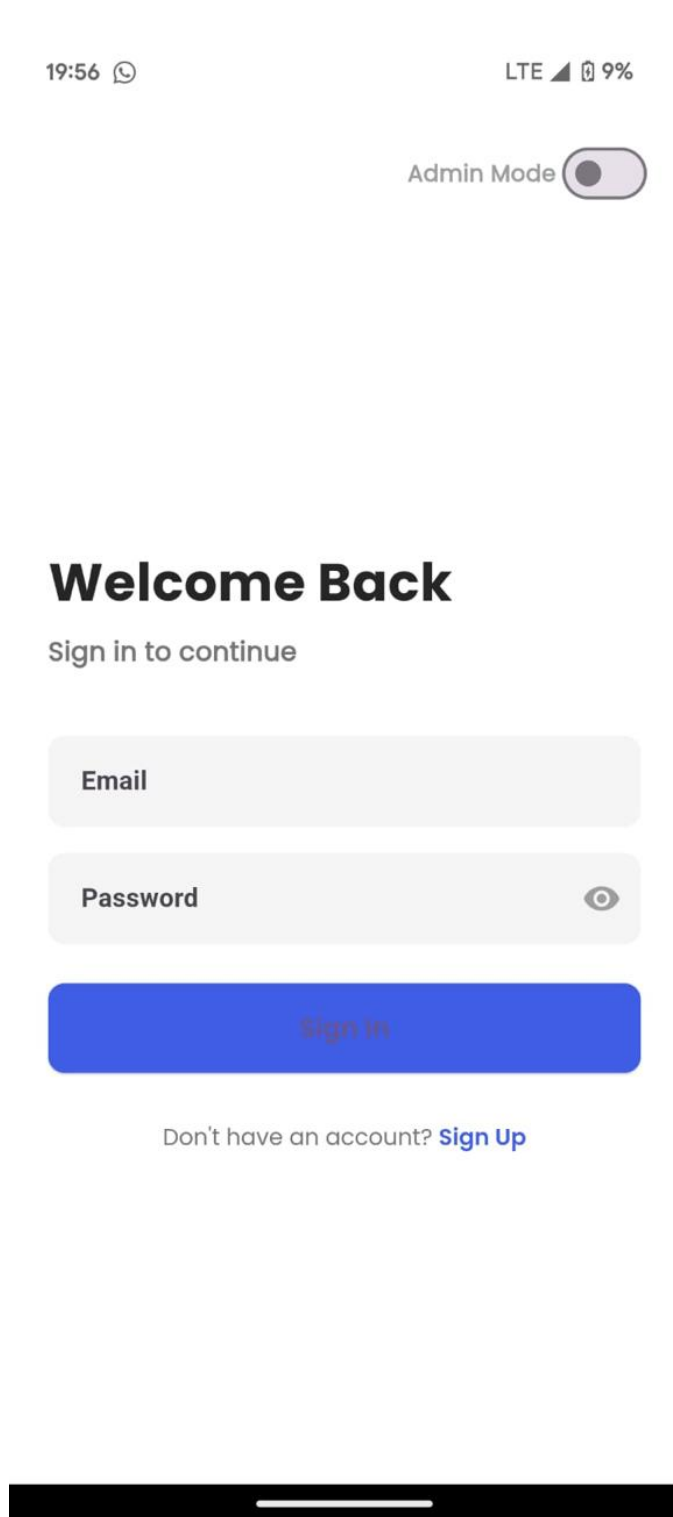 19:56 LTE 9%
Admin Mode
Welcome Back
Sign in to continue
Email
Password
Sign in
Don't have an account? Sign Up